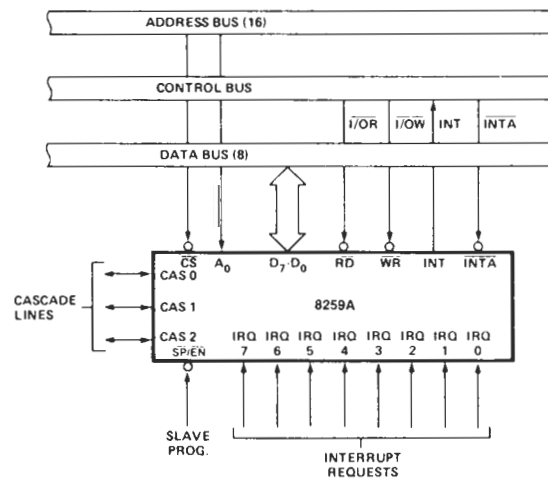 ADDRESS BUS (16)
CONTROL BUS
I/OR I/OW INT INTA
DATA BUS (8)
CS A0 D7-D0 RD WR INT INTA
CAS 0
8259A
CASCADE
LINES
CAS 1
CAS 2
SP/EN
IRQ IRQ IRQ IRQ IRQ IRQ IRQ IRQ
7 6 5 4 3 2 1 0
SLAVE
PROG.
INTERRUPT
REQUESTS